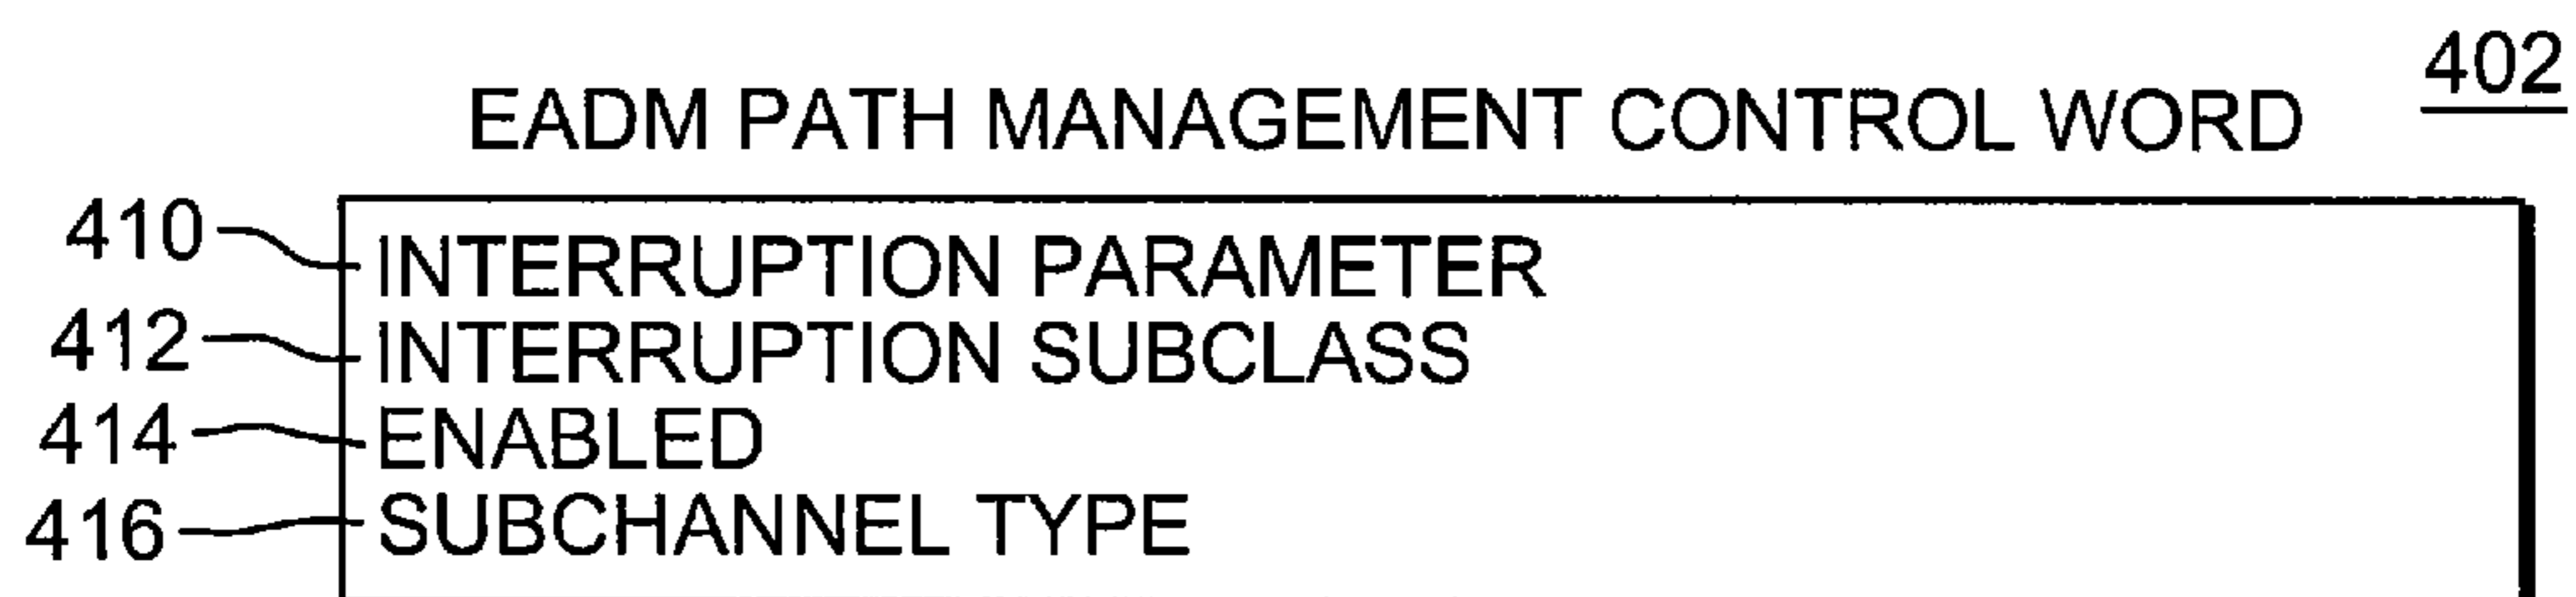 402
EADM PATH MANAGEMENT CONTROL WORD
410 INTERRUPTION PARAMETER
412 INTERRUPTION SUBCLASS
414 ENABLED
416 SUBCHANNEL TYPE